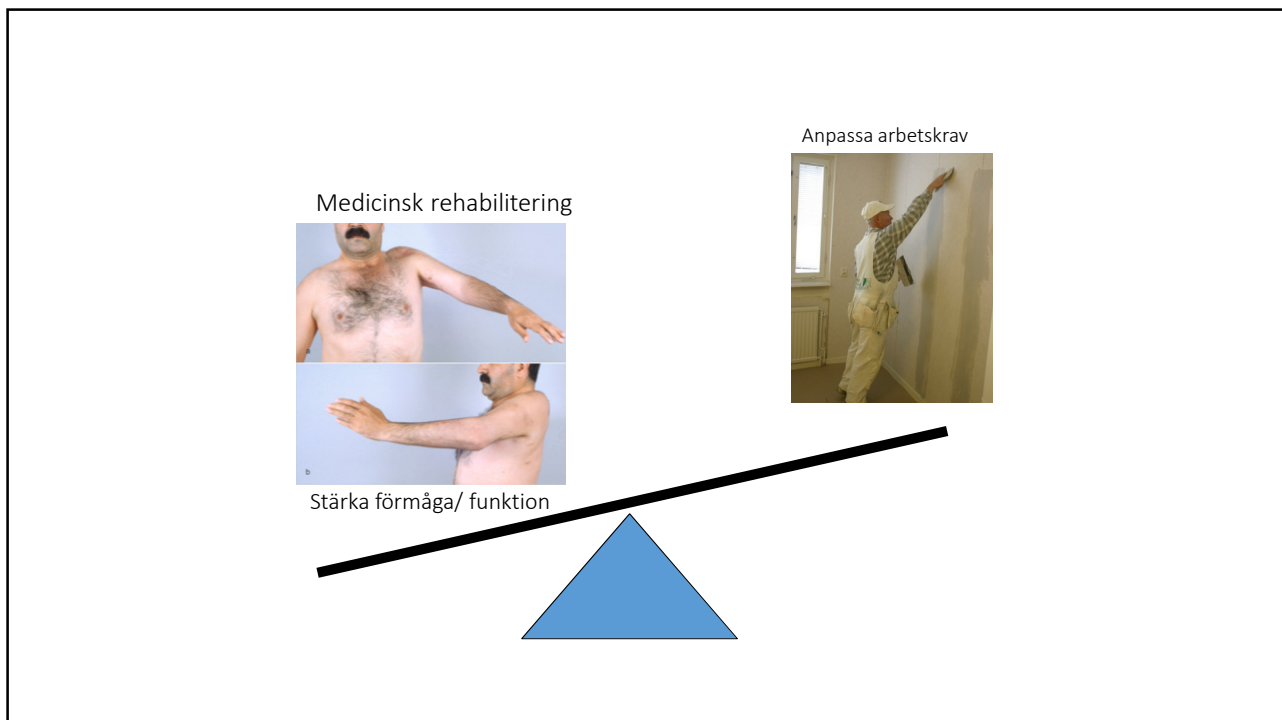 Anpassa arbetskrav
Medicinsk rehabilitering
b
Stärka förmåga/ funktion